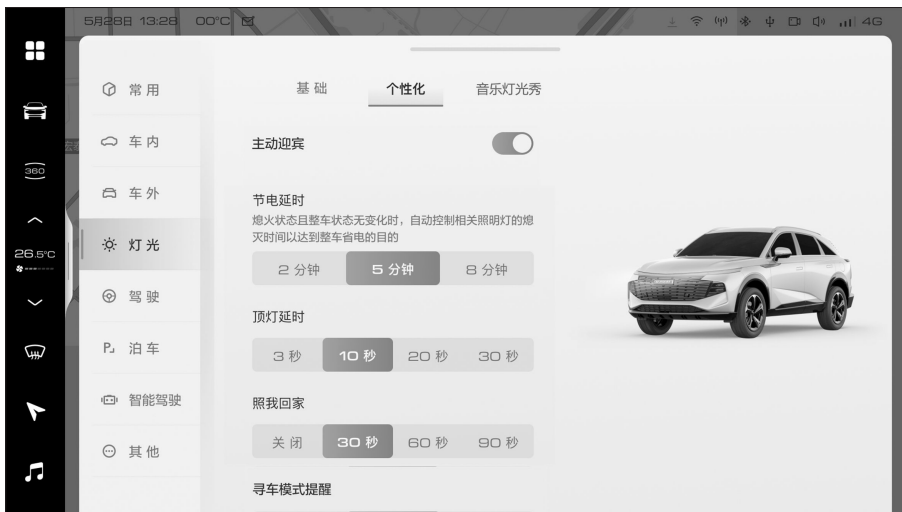 5月28日 13:28 00°C
4G
360
26.5°C
常用
车内
车外
灯光
驾驶
泊车
智能驾驶
其他
基础 个性化 音乐灯光秀
主动迎宾
节电延时
熄火状态且整车状态无变化时，自动控制相关照明灯的熄
灭时间以达到整车省电的目的
2 分钟 5 分钟 8 分钟
顶灯延时
3 秒 10 秒 20 秒 30 秒
照我回家
关闭 30 秒 60 秒 90 秒
寻车模式提醒